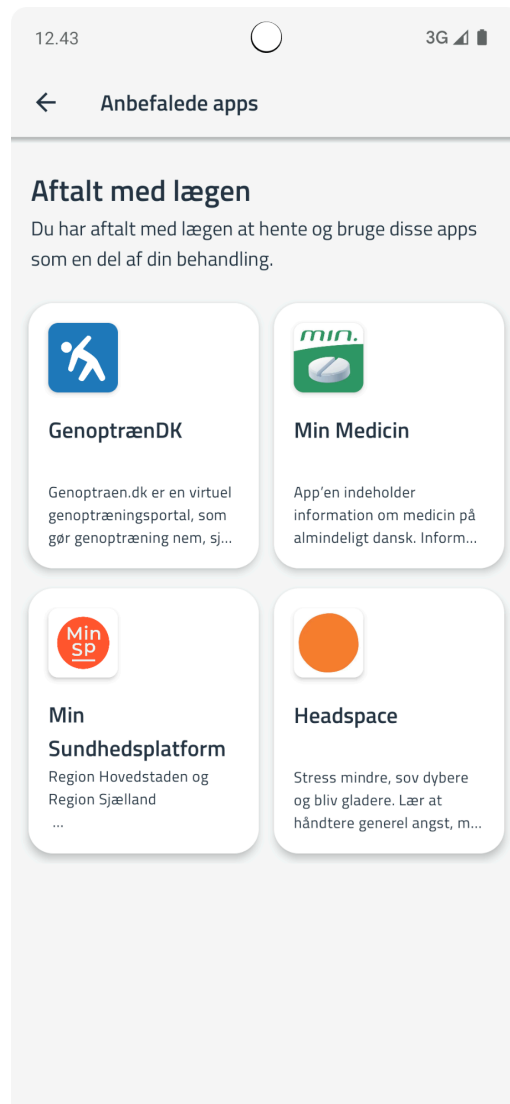 12.43
3G
Anbefalede apps
Aftalt med lægen
Du har aftalt med lægen at hente og bruge disse apps
som en del af din behandling.
GenoptrænDK
Genoptraen.dk er en virtuel
genoptræningsportal, som
gør genoptræning nem, sj...
min.
Min Medicin
App'en indeholder
information om medicin på
almindeligt dansk. Inform...
Min
SP
Min
Sundhedsplatform
Region Hovedstaden og
Region Sjælland
...
Headspace
Stress mindre, sov dybere
og bliv gladere. Lær at
håndtere generel angst, m...